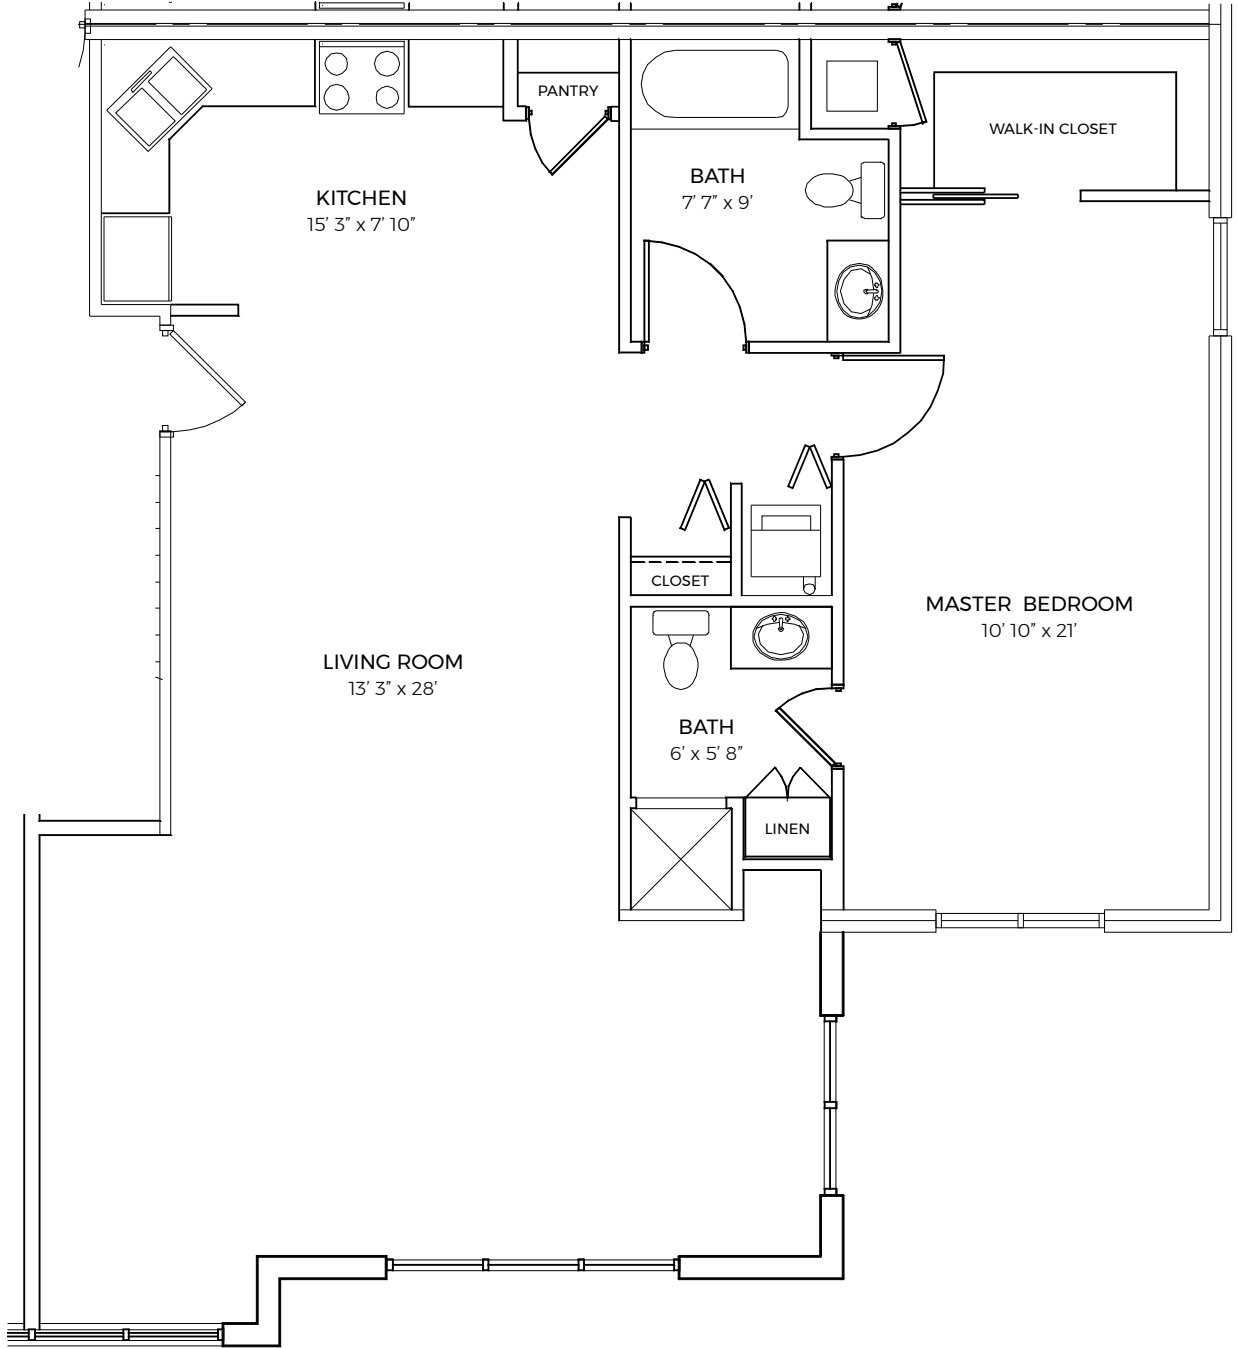 PANTRY
WALK-IN CLOSET
KITCHEN
15’ 3” x 7’ 10”
BATH
7’ 7” x 9’
CLOSET
MASTER BEDROOM
10’ 10” x 21’
LIVING ROOM
13’ 3” x 28’
BATH
6’ x 5’ 8”
LINEN